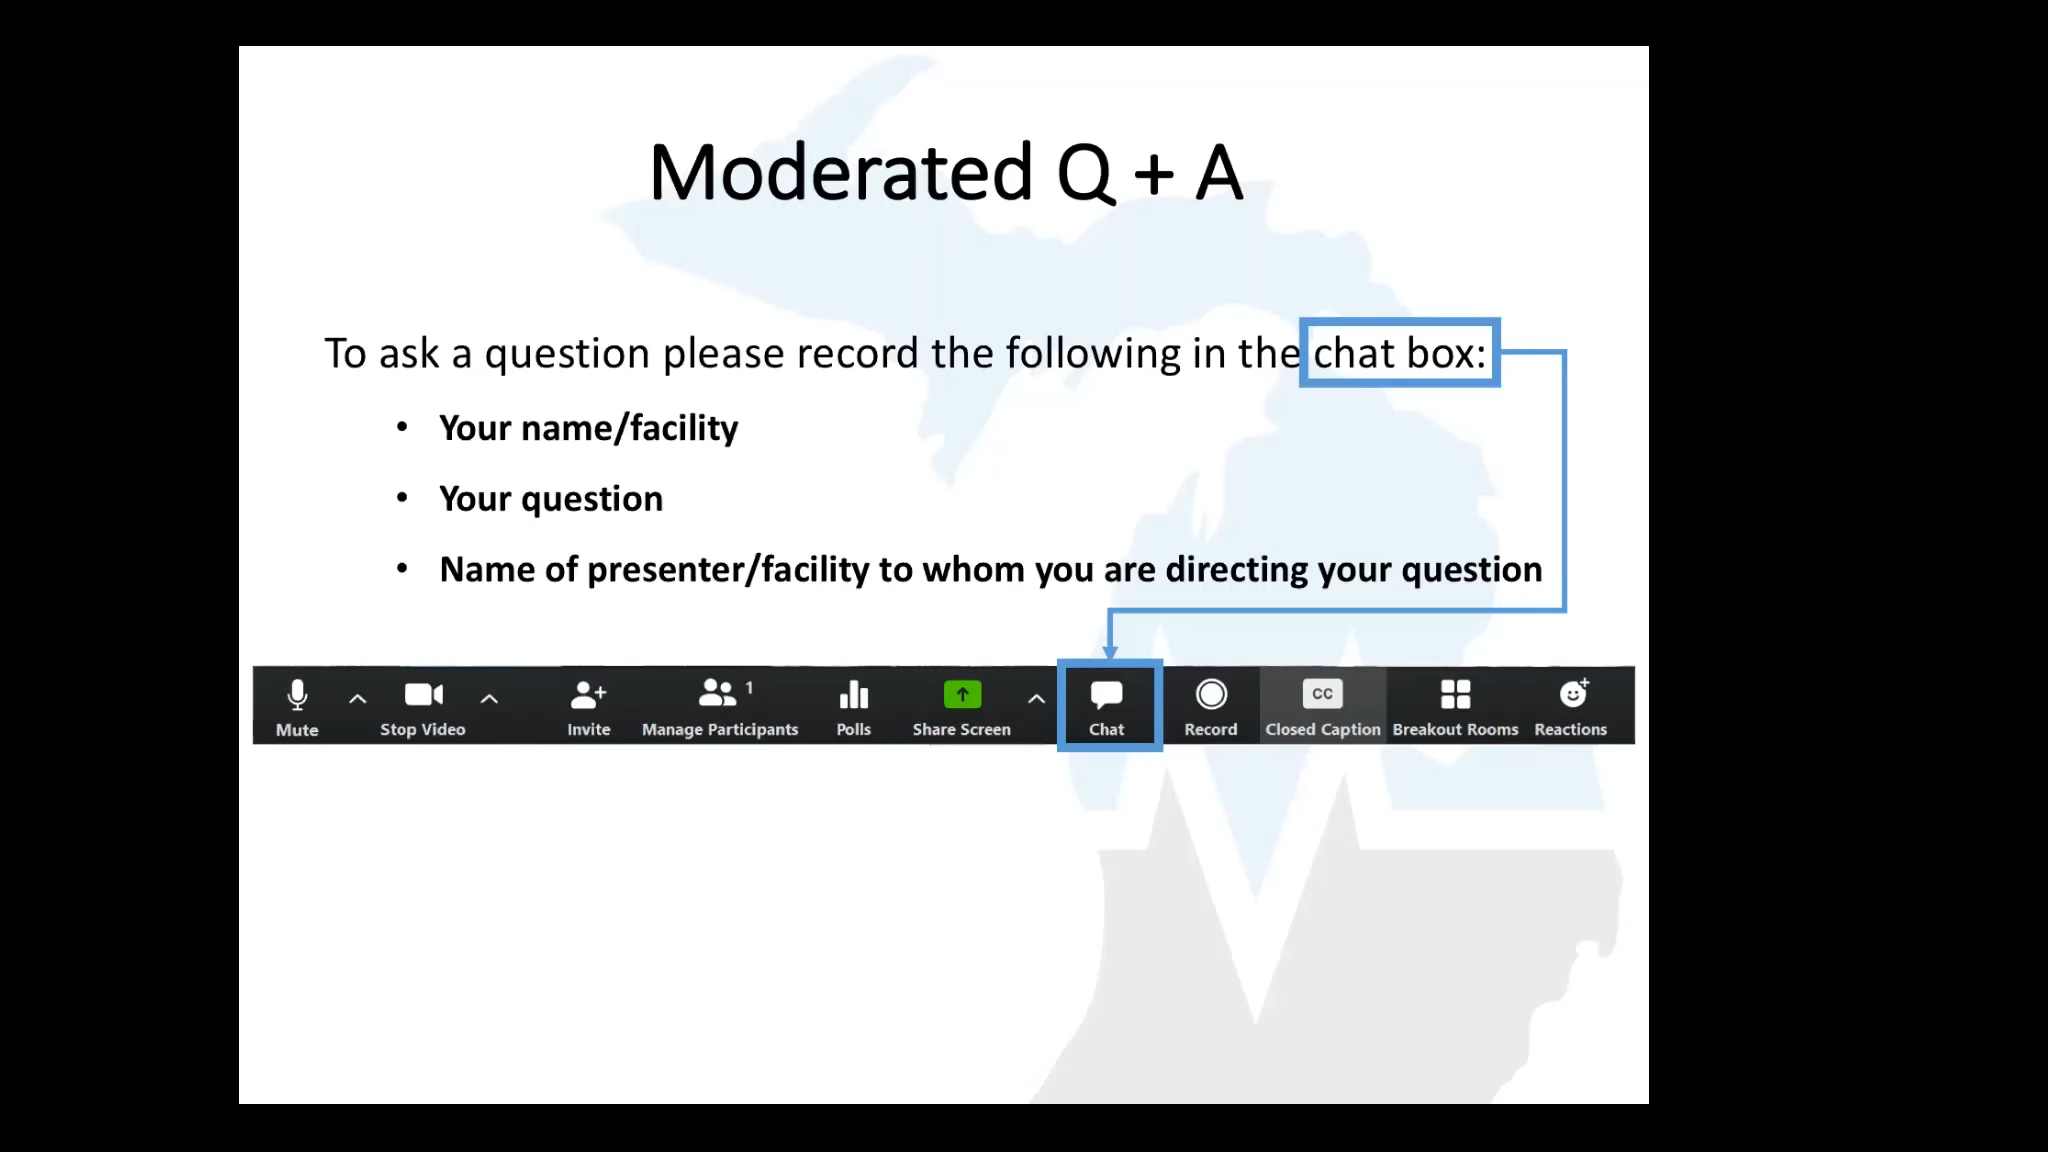 Moderated Q + A
To ask a question please record the following in the chat box:
• Your name/facility
• Your question
• Name of presenter/facility to whom you are directing your question
1
CC
Mute Stop Video Invite Manage Participants Polls Share Screen Chat Record Closed Caption Breakout Rooms Reactions